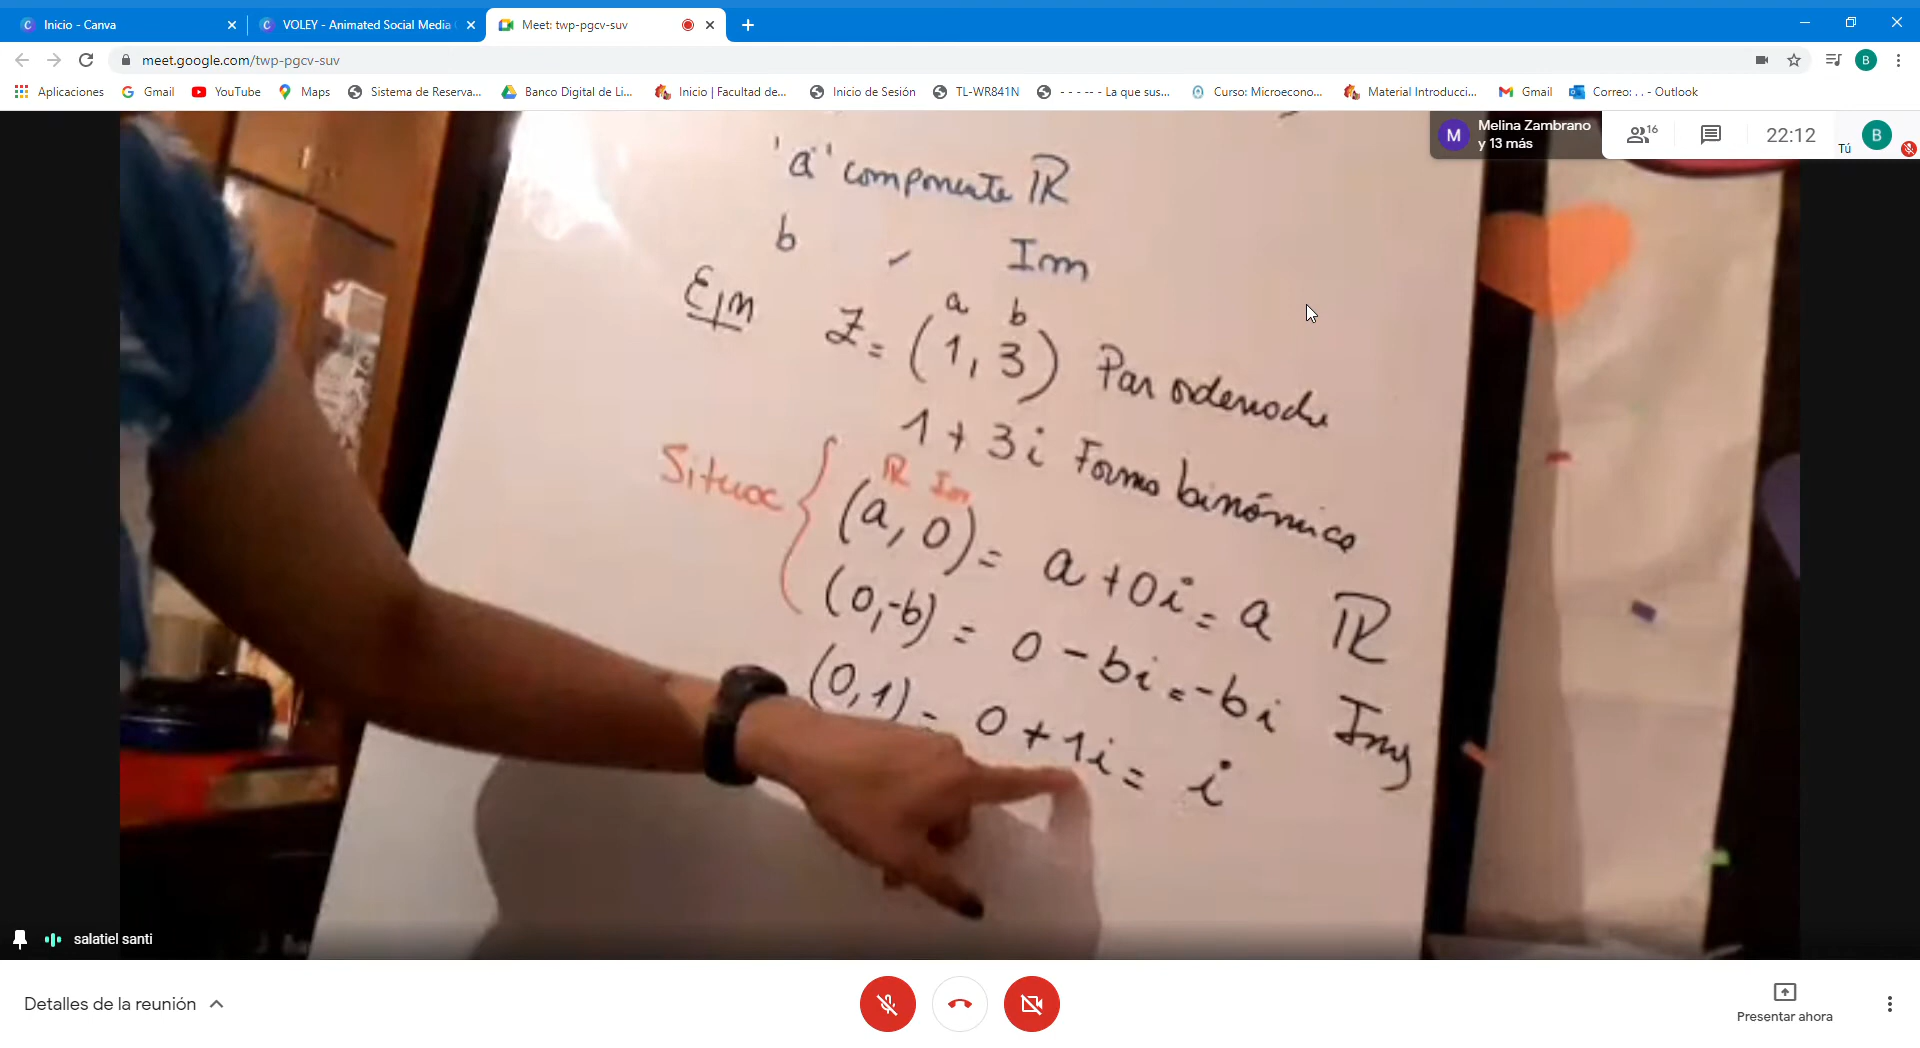 Inicio - Canva
VOLEY - Animated Social Media
Meet: twp-pgcv-suv
meet.google.com/twp-pgcv-suv
B
Aplicaciones
Gmail
YouTube
Maps
Sistema de Reserva...
Banco Digital de Li...
Inicio | Facultad de...
Inicio de Sesión
TL-WR841N
- - - -- - La que sus...
Curso: Microecono...
Material Introducci...
Gmail
Correo: . . - Outlook
M
Melina Zambrano
y 13 más
16
22:12
Tú
B
'a' componente ℝ
b Im
Ejm
a b
Z = (1, 3) Par ordenado
1 + 3i Forma binómica
Situac
ℝ Im
(a, 0) = a + 0i = a ℝ
(0, -b) = 0 - bi = -bi Img
(0, 1) = 0 + 1i = i
salatiel santi
Detalles de la reunión
Presentar ahora